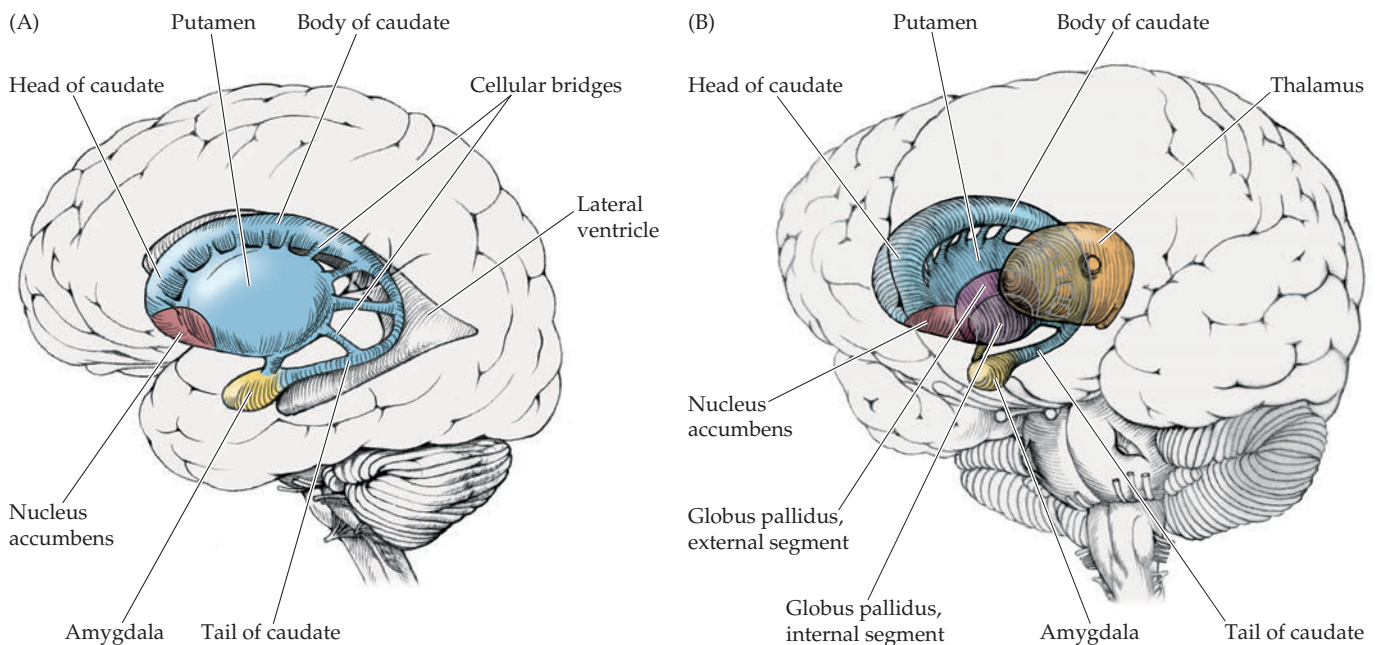 (A)
Putamen
Body of caudate
Head of caudate
Cellular bridges
Lateral
ventricle
Nucleus
accumbens
Amygdala
Tail of caudate
(B)
Putamen
Body of caudate
Head of caudate
Thalamus
Nucleus
accumbens
Globus pallidus,
external segment
Globus pallidus,
internal segment
Amygdala
Tail of caudate